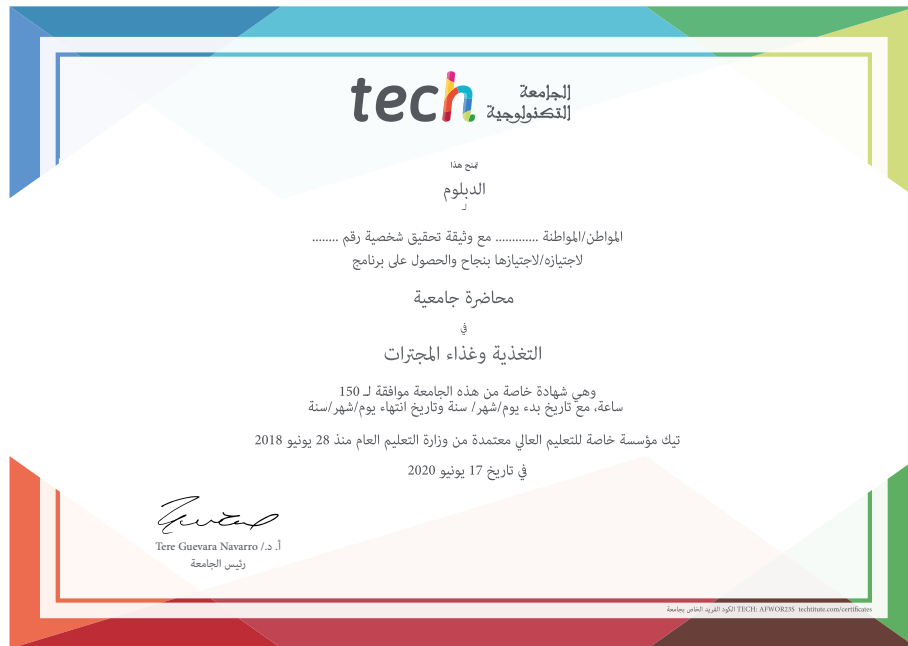 tech الجامعة
التكنولوجية
تمنح هذا
الدبلوم
لـ
المواطن/المواطنة ............. مع وثيقة تحقيق شخصية رقم ........
لاجتيازه/لاجتيازها بنجاح والحصول على برنامج
محاضرة جامعية
في
التغذية وغذاء المجترات
وهي شهادة خاصة من هذه الجامعة موافقة لـ 150
ساعة، مع تاريخ بدء يوم/شهر/ سنة وتاريخ انتهاء يوم/شهر/سنة
تيك مؤسسة خاصة للتعليم العالي معتمدة من وزارة التعليم العام منذ 28 يونيو 2018
في تاريخ 17 يونيو 2020
أ. د./ Tere Guevara Navarro
رئيس الجامعة
الكود الفريد الخاص بجامعة TECH: AFWOR23S techtitute.com/certificates